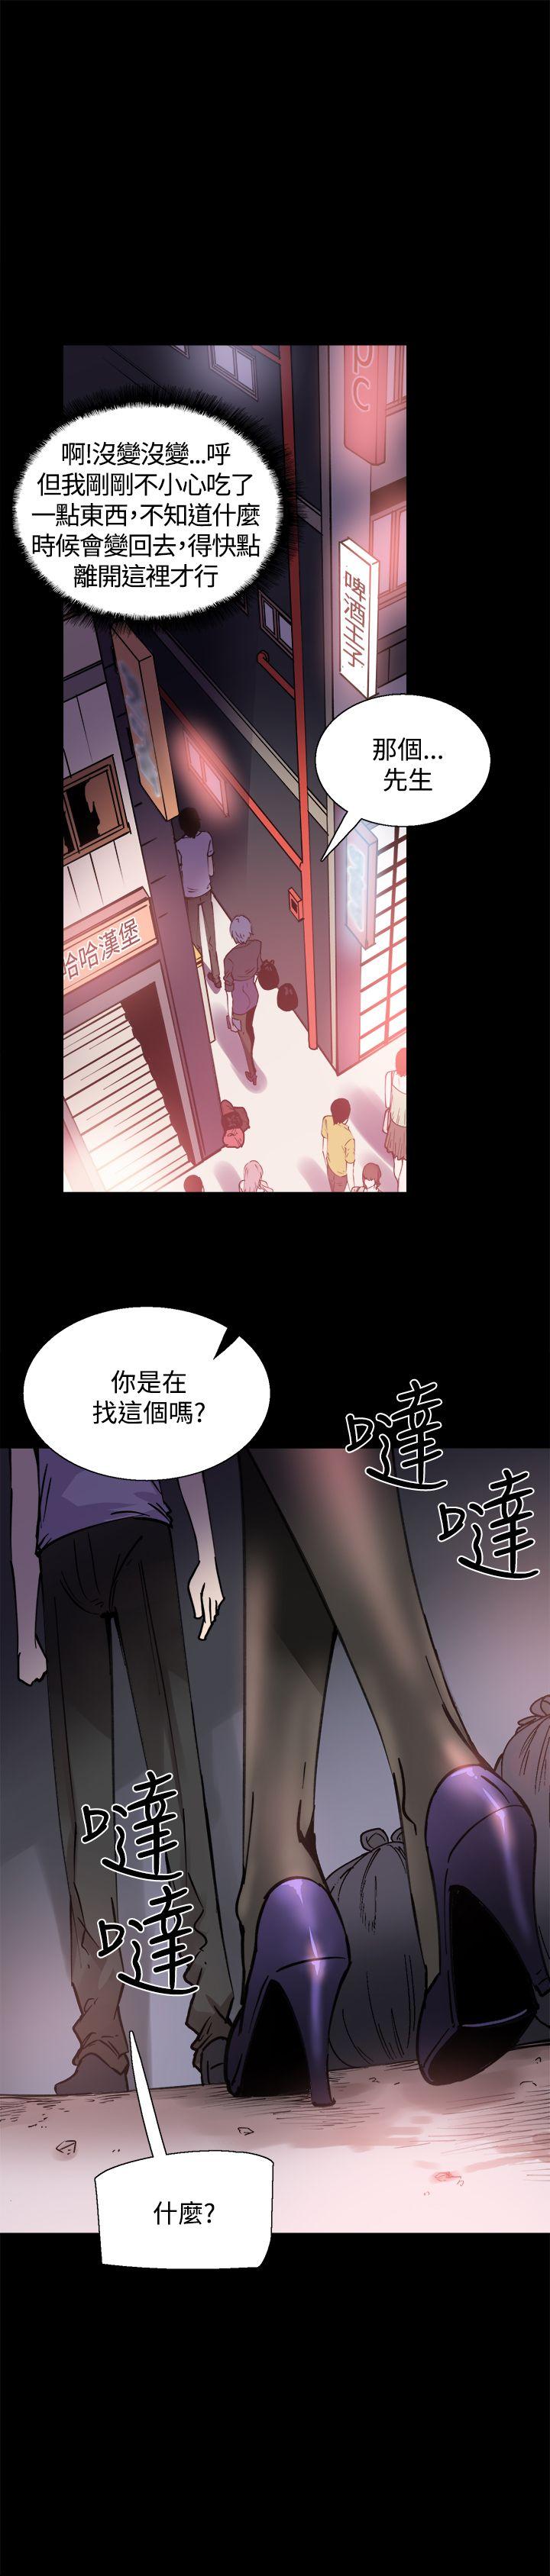 啊!沒變沒變...呼
但我剛剛不小心吃了
一點東西,不知道什麼
時候會變回去,得快點
離開這裡才行
PC
啤酒王子
那個...
先生
哈哈漢堡
你是在
找這個嗎?
噠
噠
噠
噠
什麼?